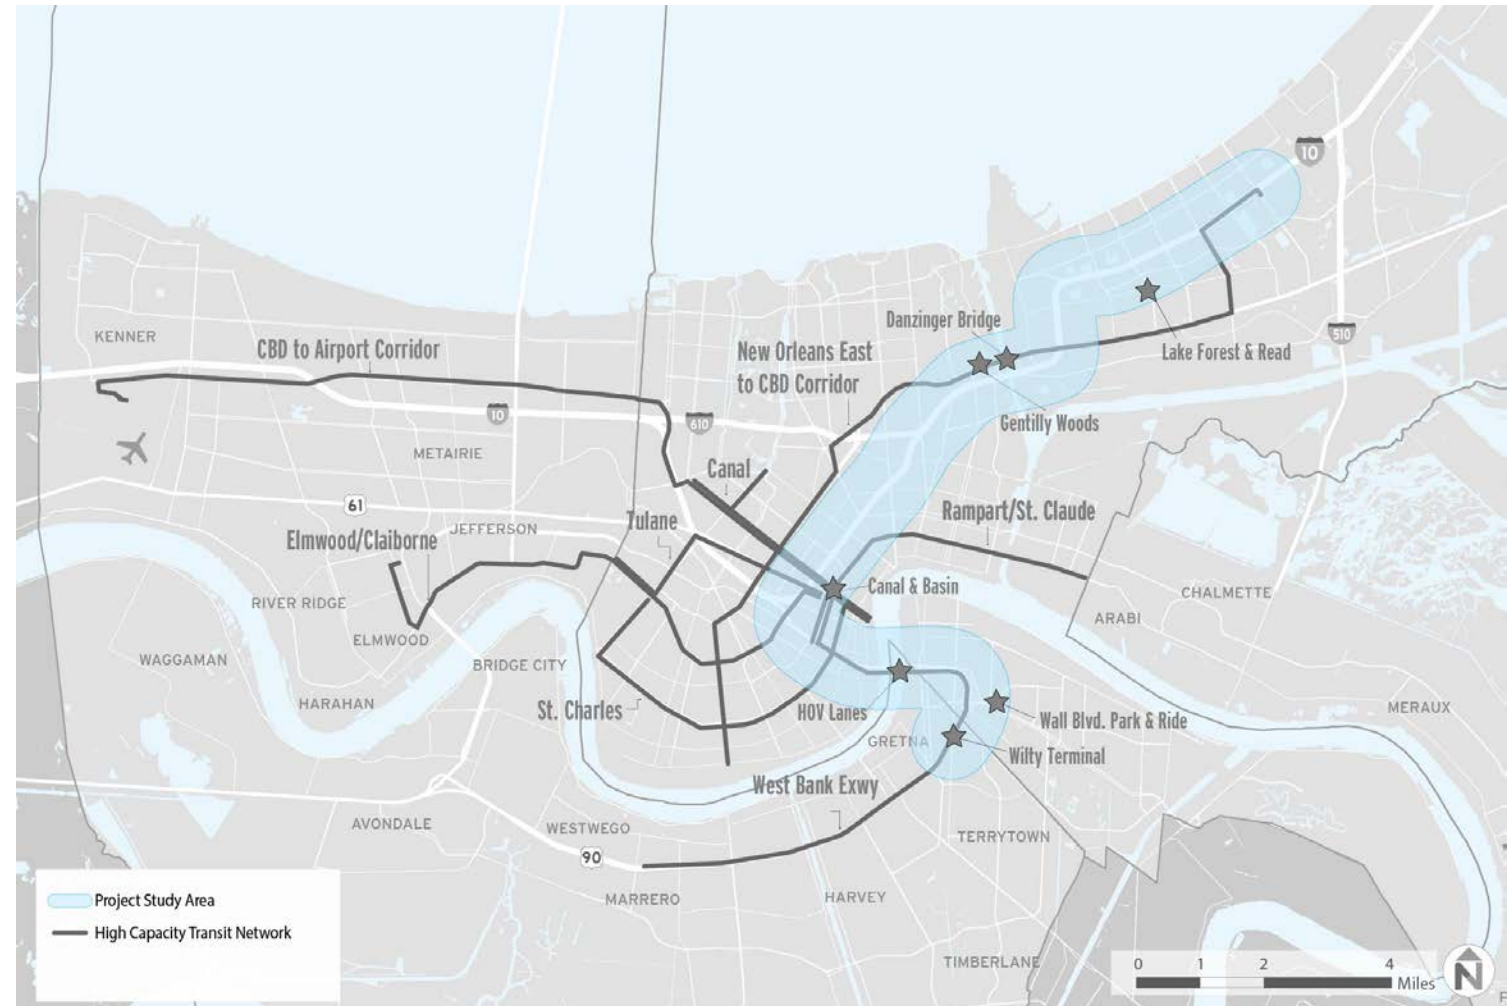 10
KENNER
CBD to Airport Corridor
New Orleans East
to CBD Corridor
Danzinger Bridge
Lake Forest & Read
510
10
610
Gentilly Woods
METAIRIE
Canal
61
Elmwood/Claiborne
JEFFERSON
Tulane
Rampart/St. Claude
Canal & Basin
CHALMETTE
RIVER RIDGE
ELMWOOD
ARABI
WAGGAMAN
BRIDGE CITY
HARAHAN
St. Charles
HOV Lanes
Wall Blvd. Park & Ride
MERAUX
GRETNA
Wilty Terminal
West Bank Exwy
AVONDALE
WESTWEGO
TERRYTOWN
90
MARRERO
HARVEY
TIMBERLANE
Project Study Area
High Capacity Transit Network
0 1 2 4
Miles
N